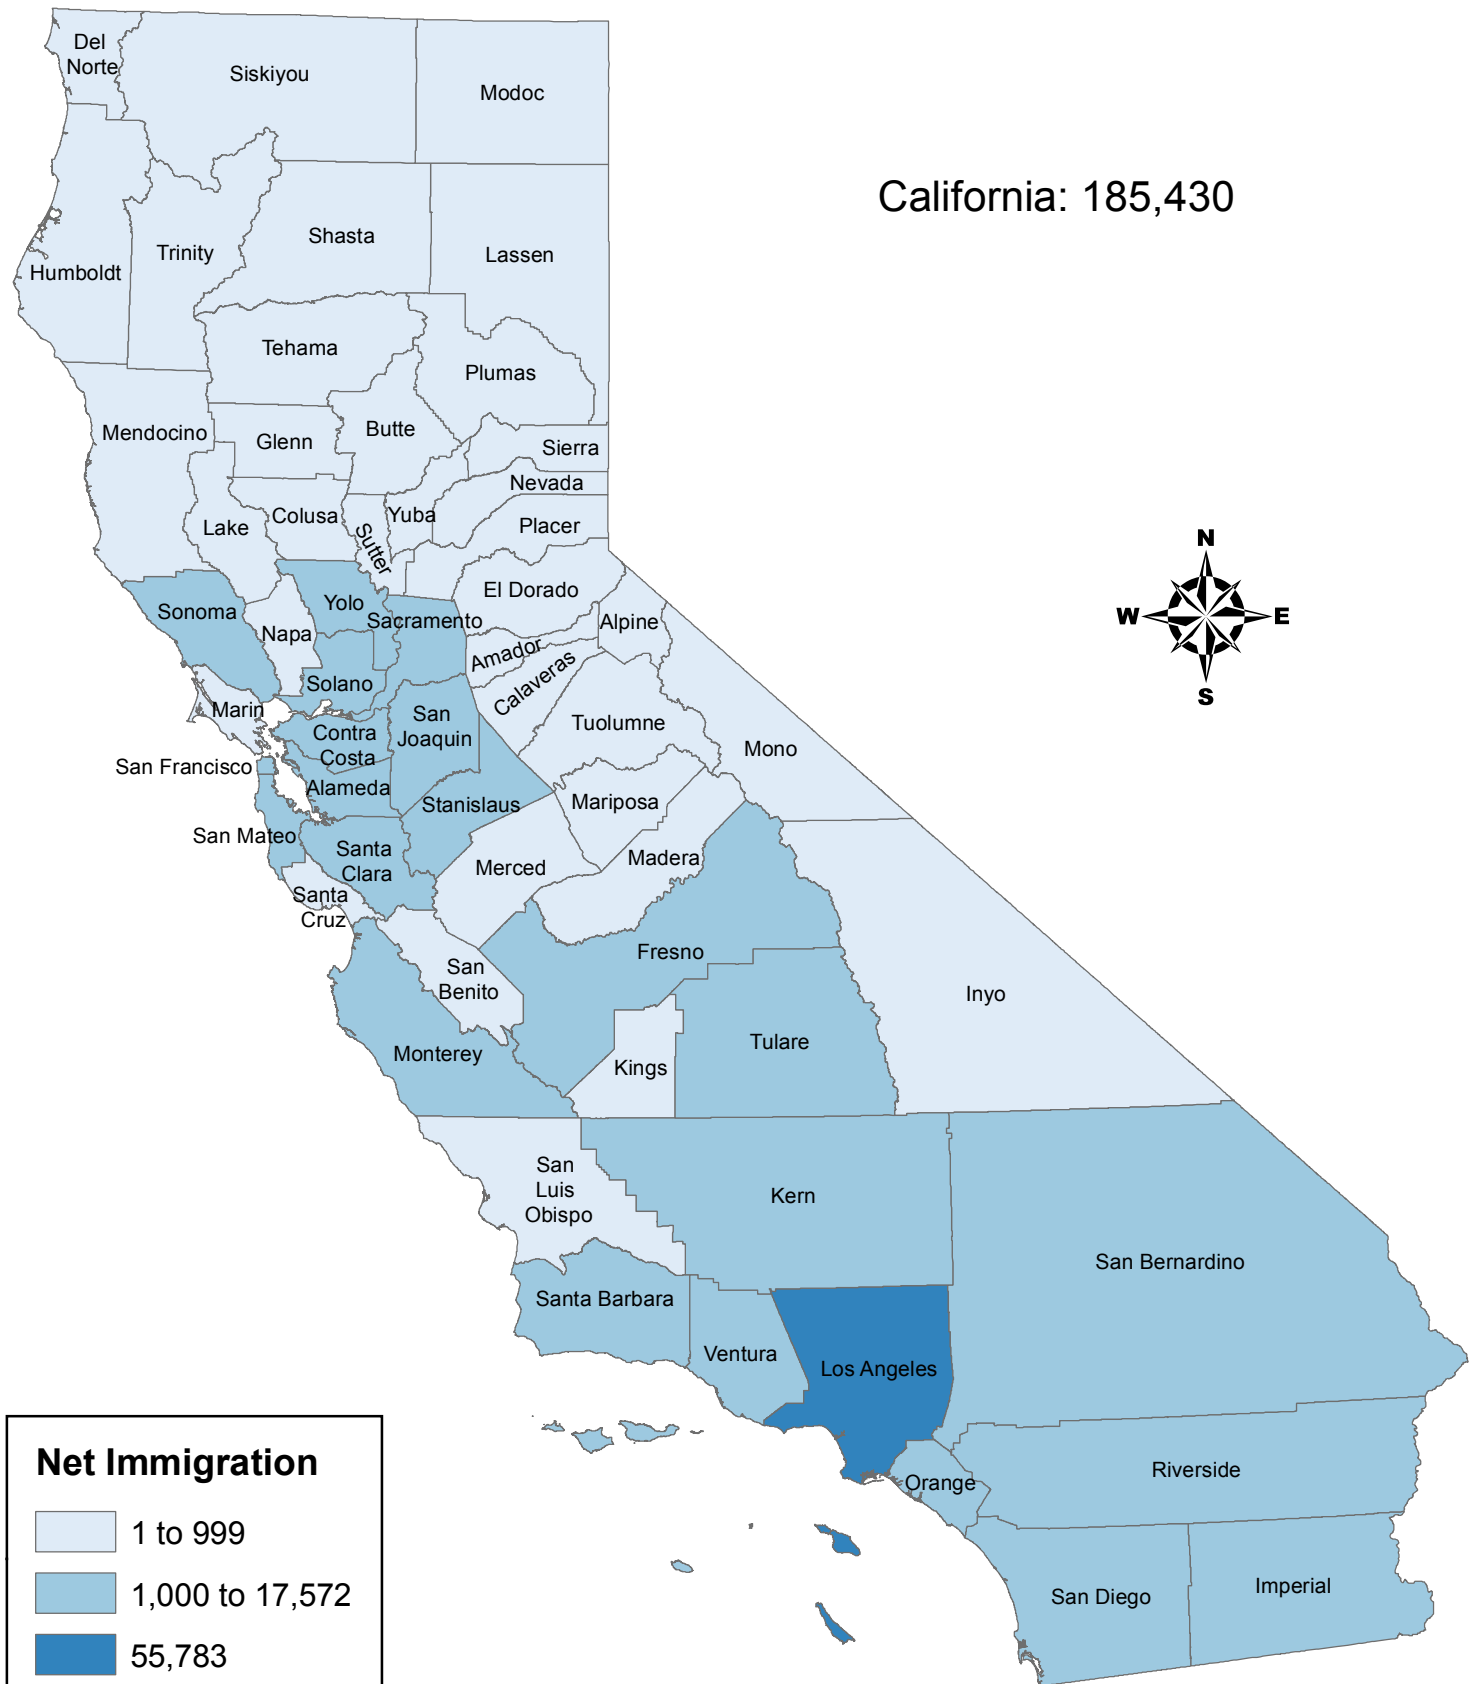 Del
Norte
Siskiyou
Modoc
California: 185,430
Shasta
Trinity
Lassen
Humboldt
Tehama
Plumas
Mendocino
Glenn
Butte
Sierra
Nevada
Colusa
Yuba
Lake
Sutter
Placer
N
El Dorado
Yolo
Sonoma
Sacramento
Alpine
W
E
Napa
Amador
Calaveras
Solano
S
Marin
San
Joaquin
Tuolumne
Contra
Costa
Mono
San Francisco
Alameda
Stanislaus
Mariposa
San Mateo
Santa
Clara
Madera
Merced
Santa
Cruz
Fresno
San
Benito
Inyo
Tulare
Monterey
Kings
San
Luis
Obispo
Kern
San Bernardino
Santa Barbara
Ventura
Los Angeles
Riverside
Orange
San Diego
Imperial
Net Immigration
1 to 999
1,000 to 17,572
55,783